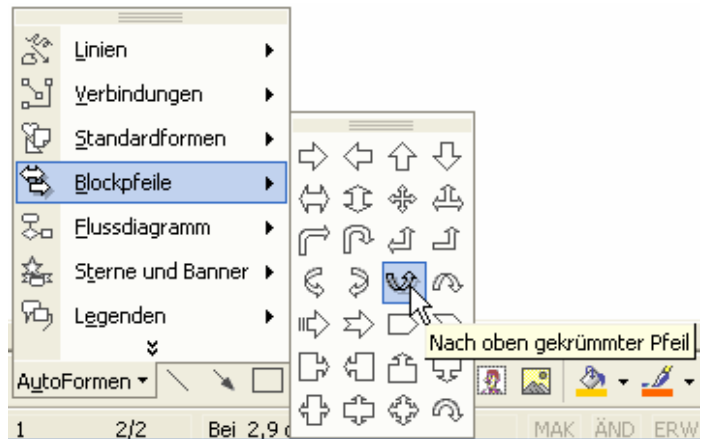 Linien
Verbindungen
Standardformen
Blockpfeile
Flussdiagramm
Sterne und Banner
Legenden
Nach oben gekrümmter Pfeil
AutoFormen
1 2/2 Bei 2,9 MAK ÄND ERW